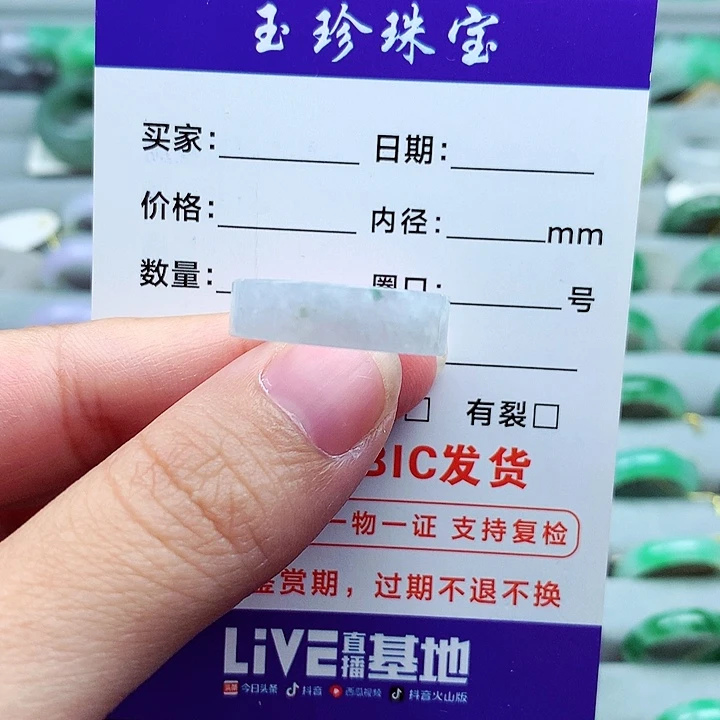 玉珍珠宝
买家：　　日期：
价格：　　内径：　　mm
数量：　　圈口：　　号
□　有裂□
BIC发货
一物一证 支持复检
鉴赏期，过期不退不换
LiVE直播基地
头条 今日头条 抖音 西瓜视频 抖音火山版